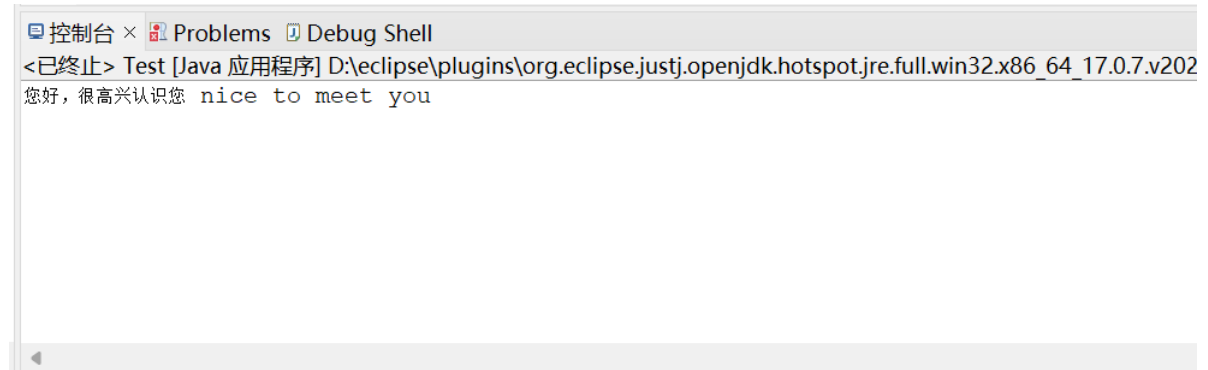 控制台 × Problems Debug Shell
<已终止> Test [Java 应用程序] D:\eclipse\plugins\org.eclipse.justj.openjdk.hotspot.jre.full.win32.x86_64_17.0.7.v202
您好，很高兴认识您 nice to meet you